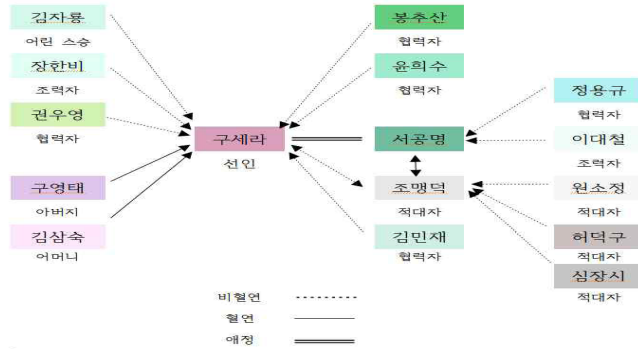 김자룡
어린 스승
장한비
조력자
권우영
협력자
구영태
아버지
김삼숙
어머니
구세라
선인
봉추산
협력자
윤희수
협력자
서공명
조맹덕
적대자
김민재
협력자
정용규
협력자
이대철
조력자
원소정
적대자
허덕구
적대자
심장시
적대자
비혈연
혈연
애정